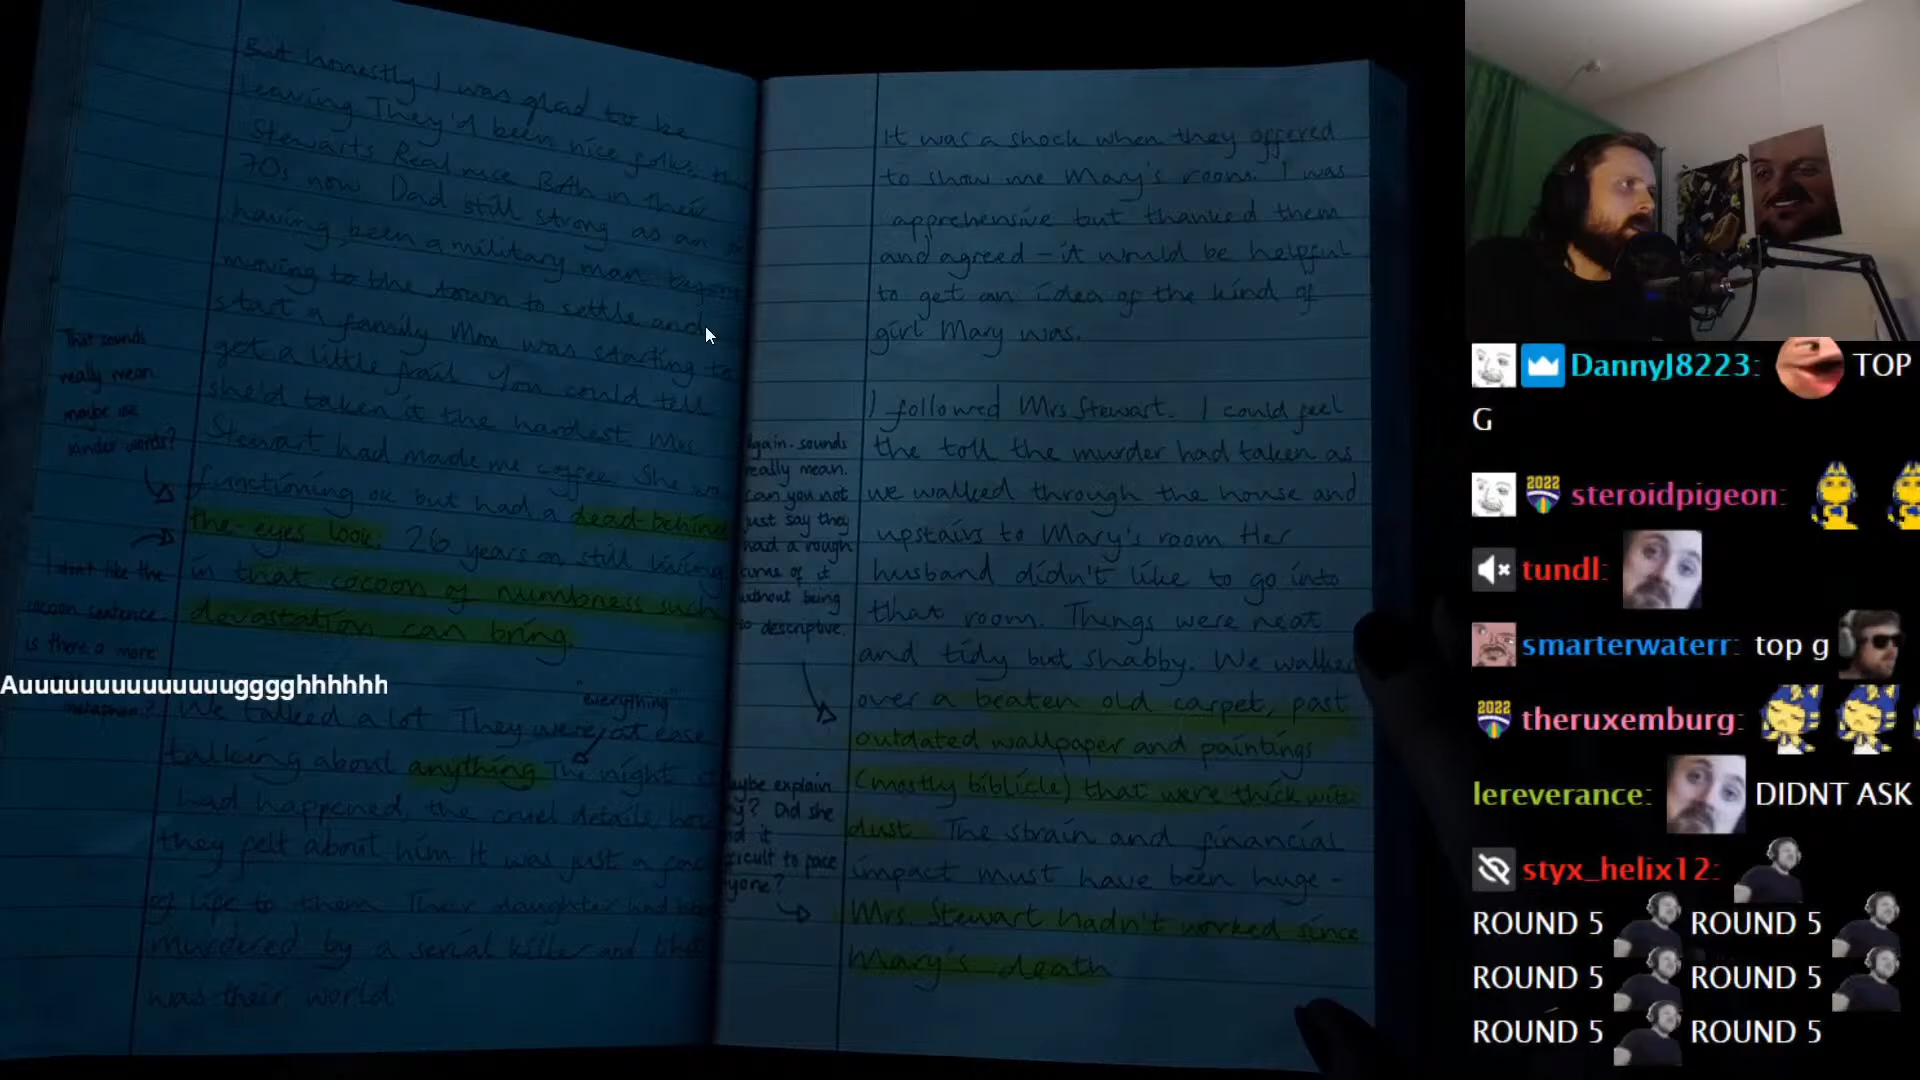 But honestly I was glad to be
leaving They'd been nice folks the
Stewarts Real nice Both in their
70s now Dad still strong as an
having been a military man before
moving to the town to settle and
start a family Mom was starting to
get a little frail You could tell
she'd taken it the hardest Mrs
Stewart had made me coffee She was
functioning ok but had a dead-behind
the-eyes look. 26 years on still living
in that cocoon of numbness such
devastation can bring.
We talked a lot They were at ease
talking about anything The night
had happened, the cruel details, how
they felt about him It was just a fact
of life to them Their daughter had been
murdered by a serial killer and that
was their world
That sounds
really mean
maybe use
kinder words?
I don't like the
cocoon sentence
is there a more
metaphor?
"everything"
Auuuuuuuuuuuuuuuggggghhhhhh
It was a shock when they offered
to show me Mary's room. I was
apprehensive but thanked them
and agreed – it would be helpful
to get an idea of the kind of
girl Mary was.
I followed Mrs Stewart. I could feel
the toll the murder had taken as
we walked through the house and
upstairs to Mary's room Her
husband didn't like to go into
that room. Things were neat
and tidy but shabby. We walked
over a beaten old carpet, past
outdated wallpaper and paintings
(mostly biblicle) that were thick with
dust The strain and financial
impact must have been huge -
Mrs. Stewart hadn't worked since
Mary's death
Again. sounds
really mean.
can you not
just say they
had a rough
time of it
without being
so descriptive.
maybe explain
why? Did she
find it
difficult to face
anyone?
DannyJ8223: TOP
G
2022 steroidpigeon:
tundl:
smarterwaterr: top g
2022 theruxemburg:
lereverance: DIDNT ASK
styx_helix12:
ROUND 5 ROUND 5
ROUND 5 ROUND 5
ROUND 5 ROUND 5